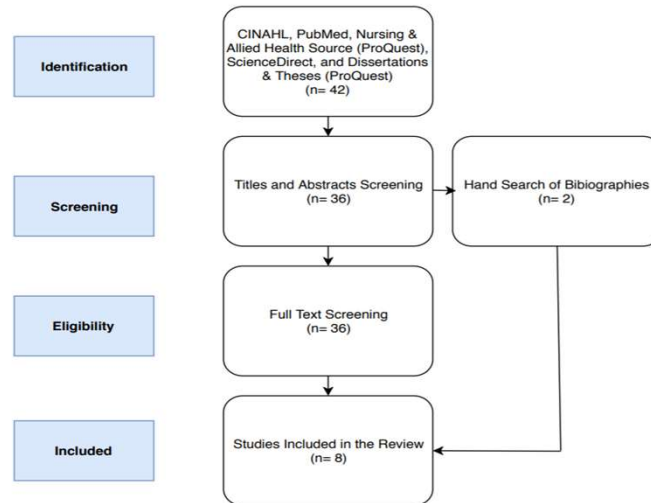 Identification
CINAHL, PubMed, Nursing &
Allied Health Source (ProQuest),
ScienceDirect, and Dissertations
& Theses (ProQuest)
(n= 42)
Screening
Titles and Abstracts Screening
(n= 36)
Hand Search of Bibiographies
(n= 2)
Eligibility
Full Text Screening
(n= 36)
Included
Studies Included in the Review
(n= 8)